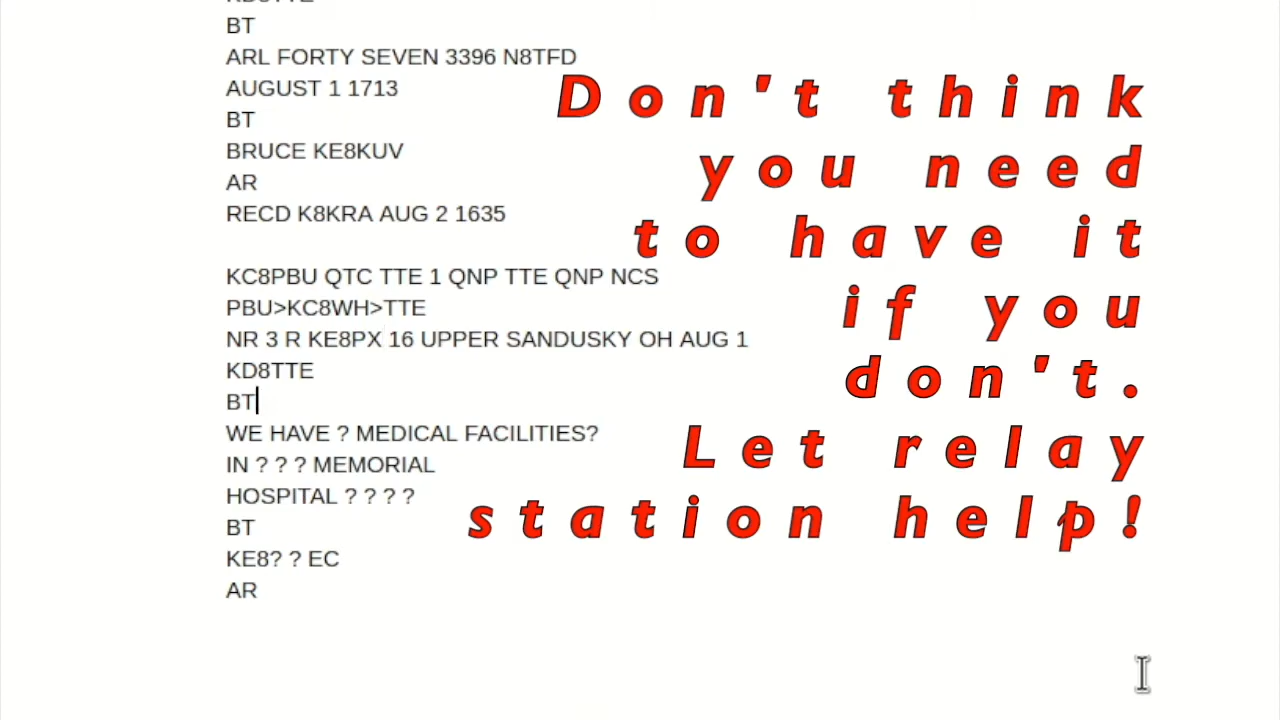 BT
ARL FORTY SEVEN 3396 N8TFD
AUGUST 1 1713
BT
BRUCE KE8KUV
AR
RECD K8KRA AUG 2 1635
KC8PBU QTC TTE 1 QNP TTE QNP NCS
PBU>KC8WH>TTE
NR 3 R KE8PX 16 UPPER SANDUSKY OH AUG 1
KD8TTE
BT
WE HAVE ? MEDICAL FACILITIES?
IN ? ? ? MEMORIAL
HOSPITAL ? ? ? ?
BT
KE8? ? EC
AR
Don't think
you need
to have it
if you
don't.
Let relay
station help!